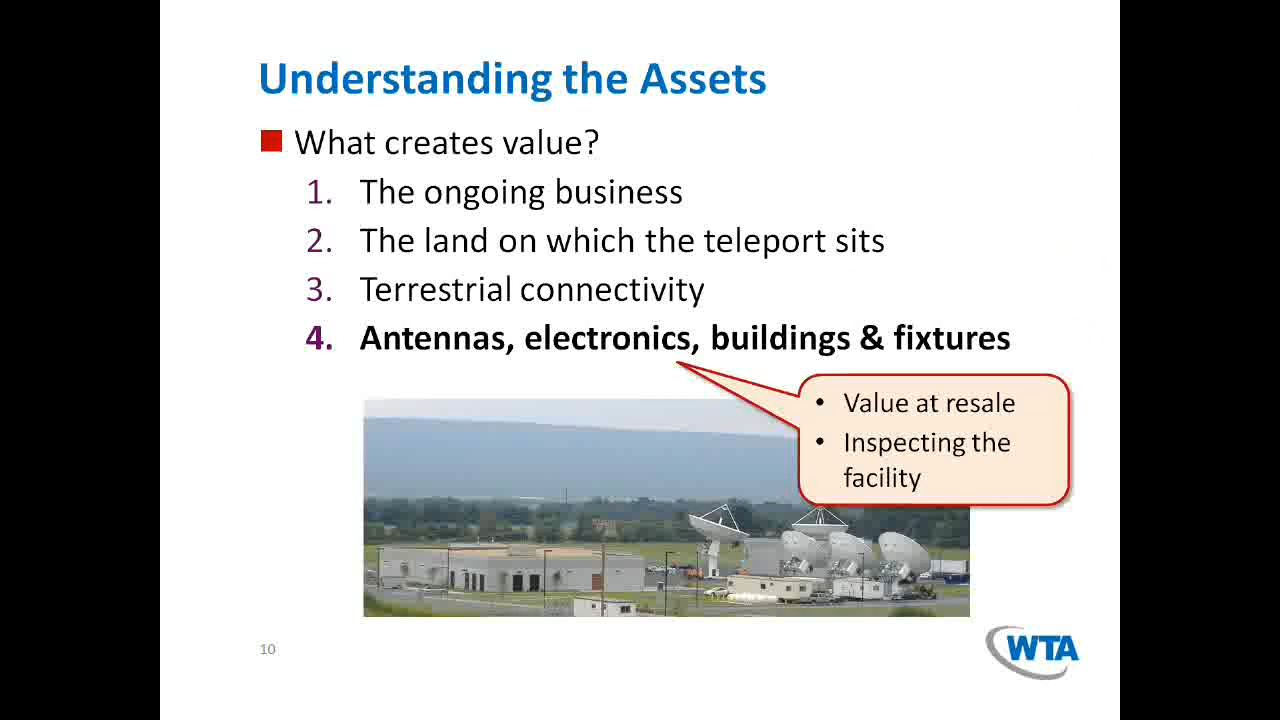 Understanding the Assets
What creates value?
1. The ongoing business
2. The land on which the teleport sits
3. Terrestrial connectivity
4. Antennas, electronics, buildings & fixtures
• Value at resale
• Inspecting the
facility
10
WTA